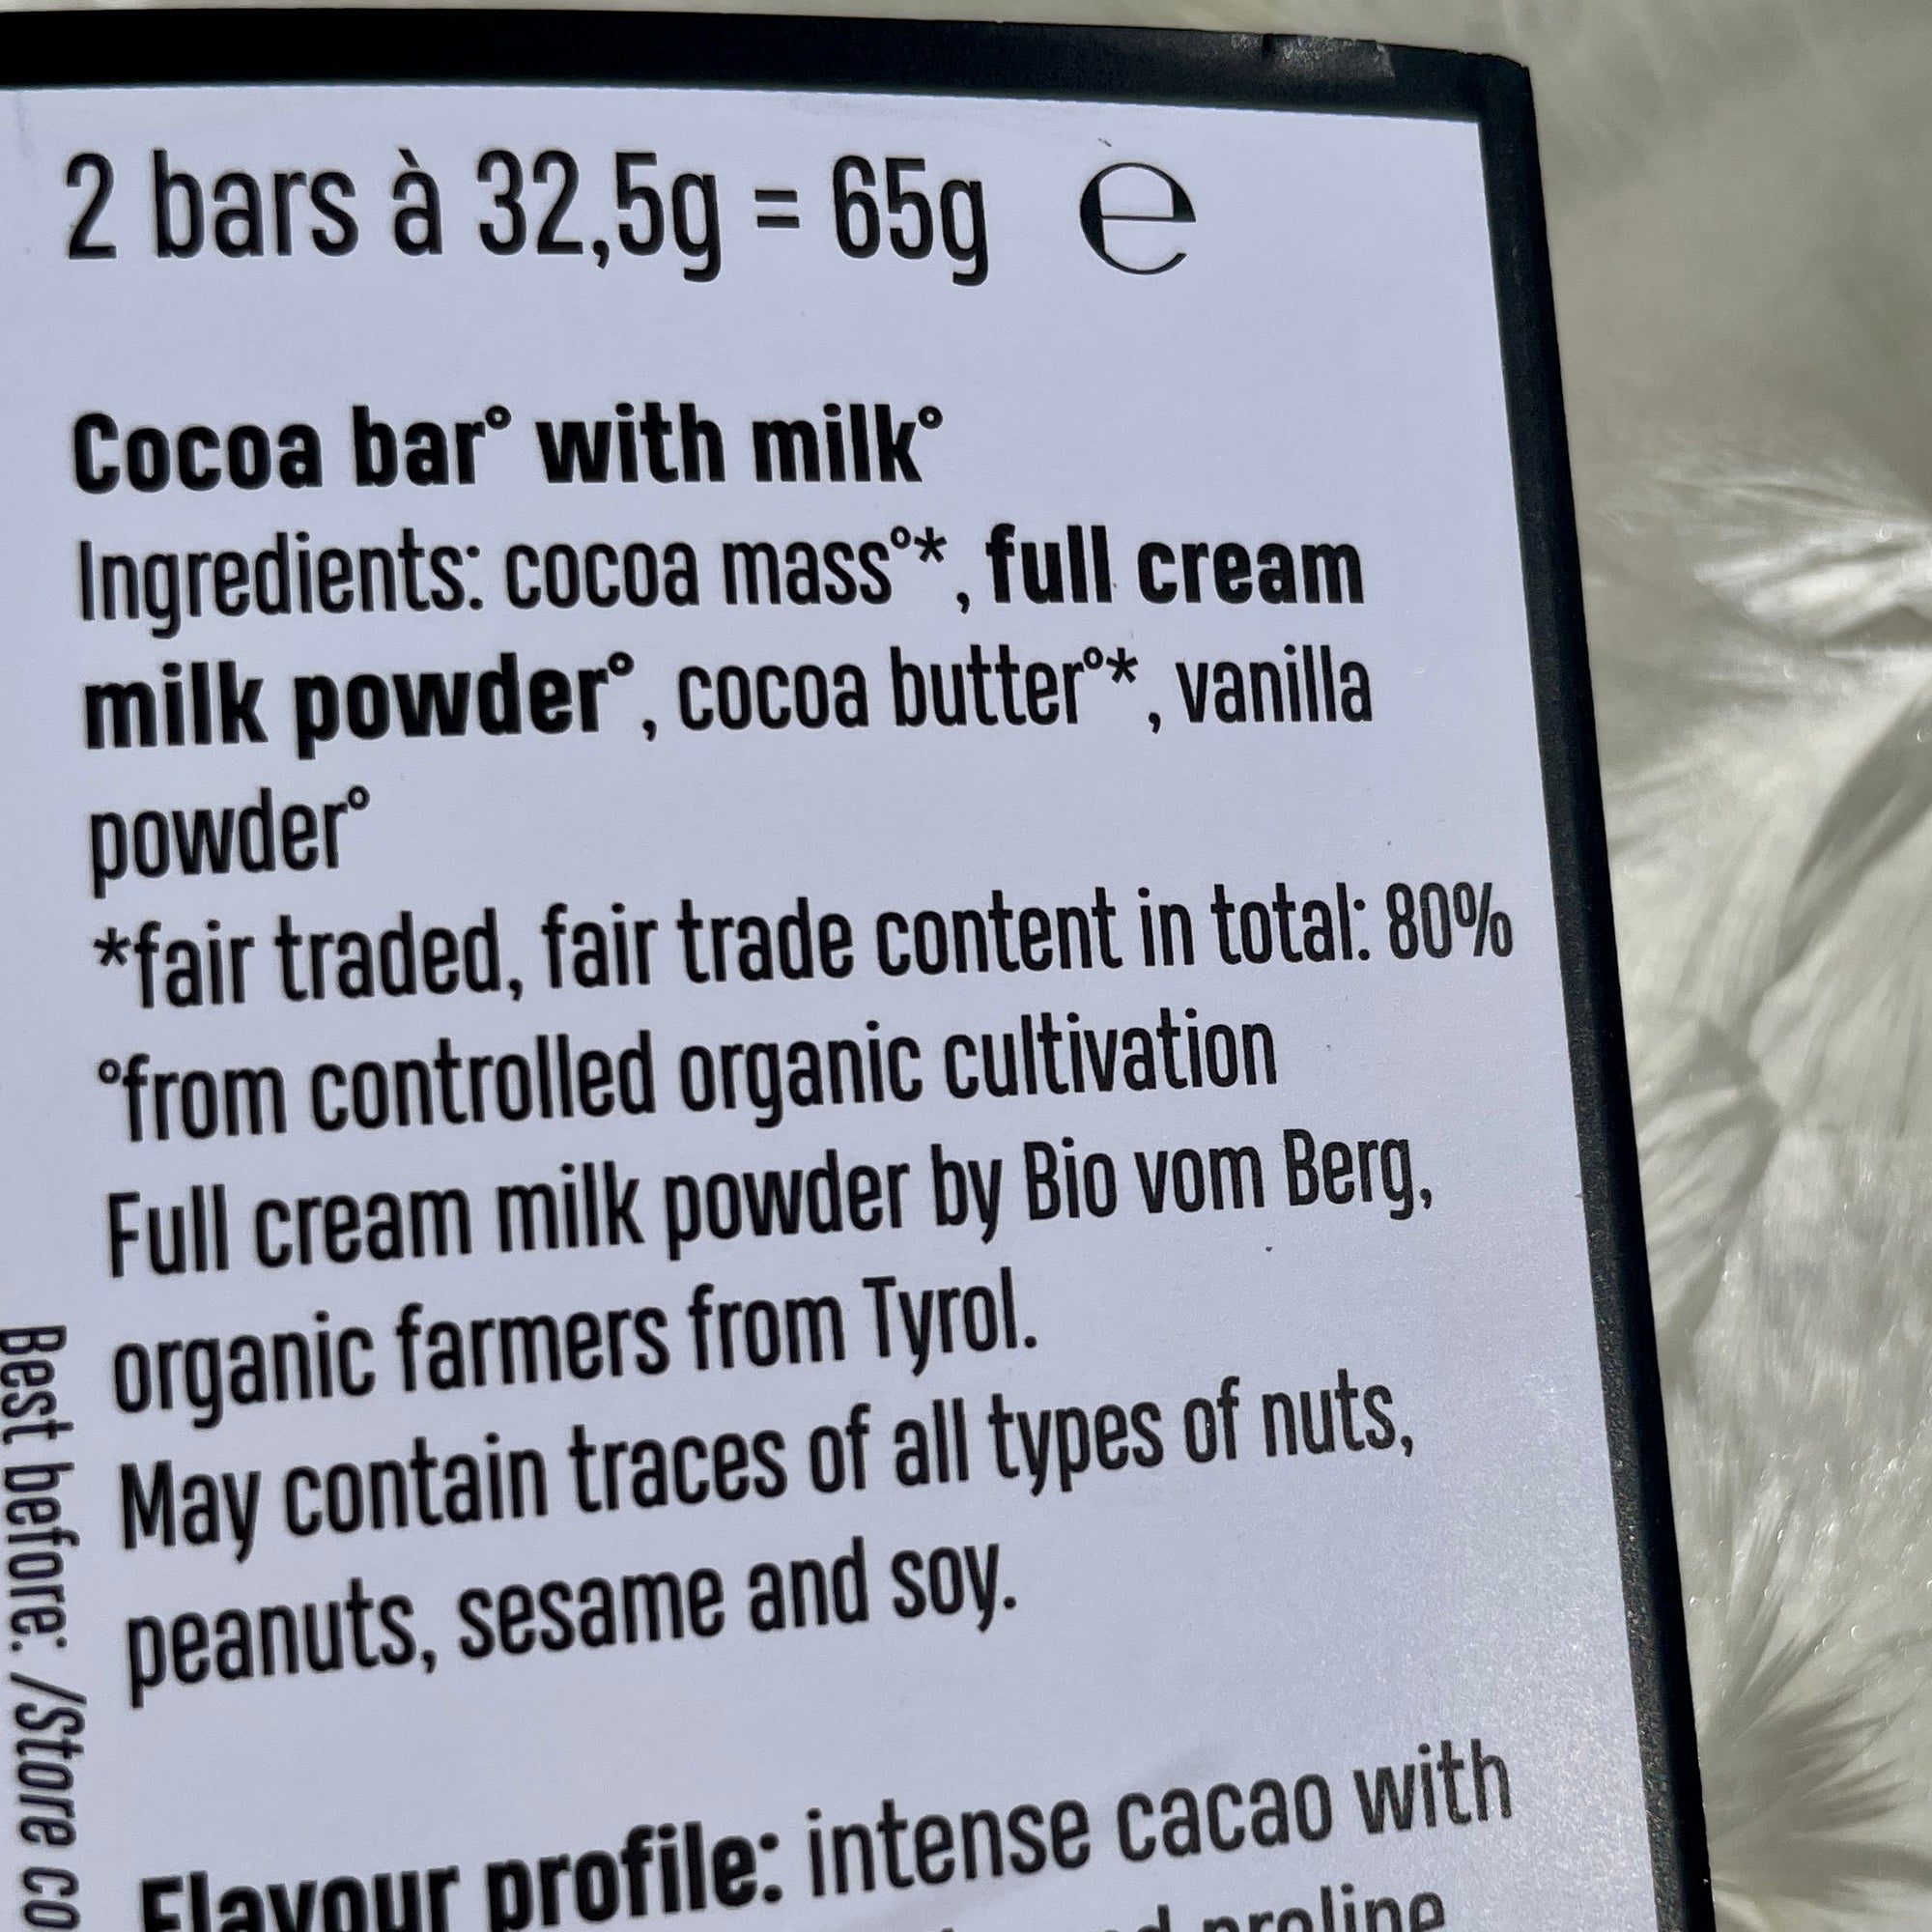 2 bars à 32,5g = 65g ℮
Cocoa bar° with milk°
Ingredients: cocoa mass°*, full cream
milk powder°, cocoa butter°*, vanilla
powder°
*fair traded, fair trade content in total: 80%
°from controlled organic cultivation
Full cream milk powder by Bio vom Berg,
organic farmers from Tyrol.
May contain traces of all types of nuts,
peanuts, sesame and soy.
Flavour profile: intense cacao with
praline
Best before: /Store